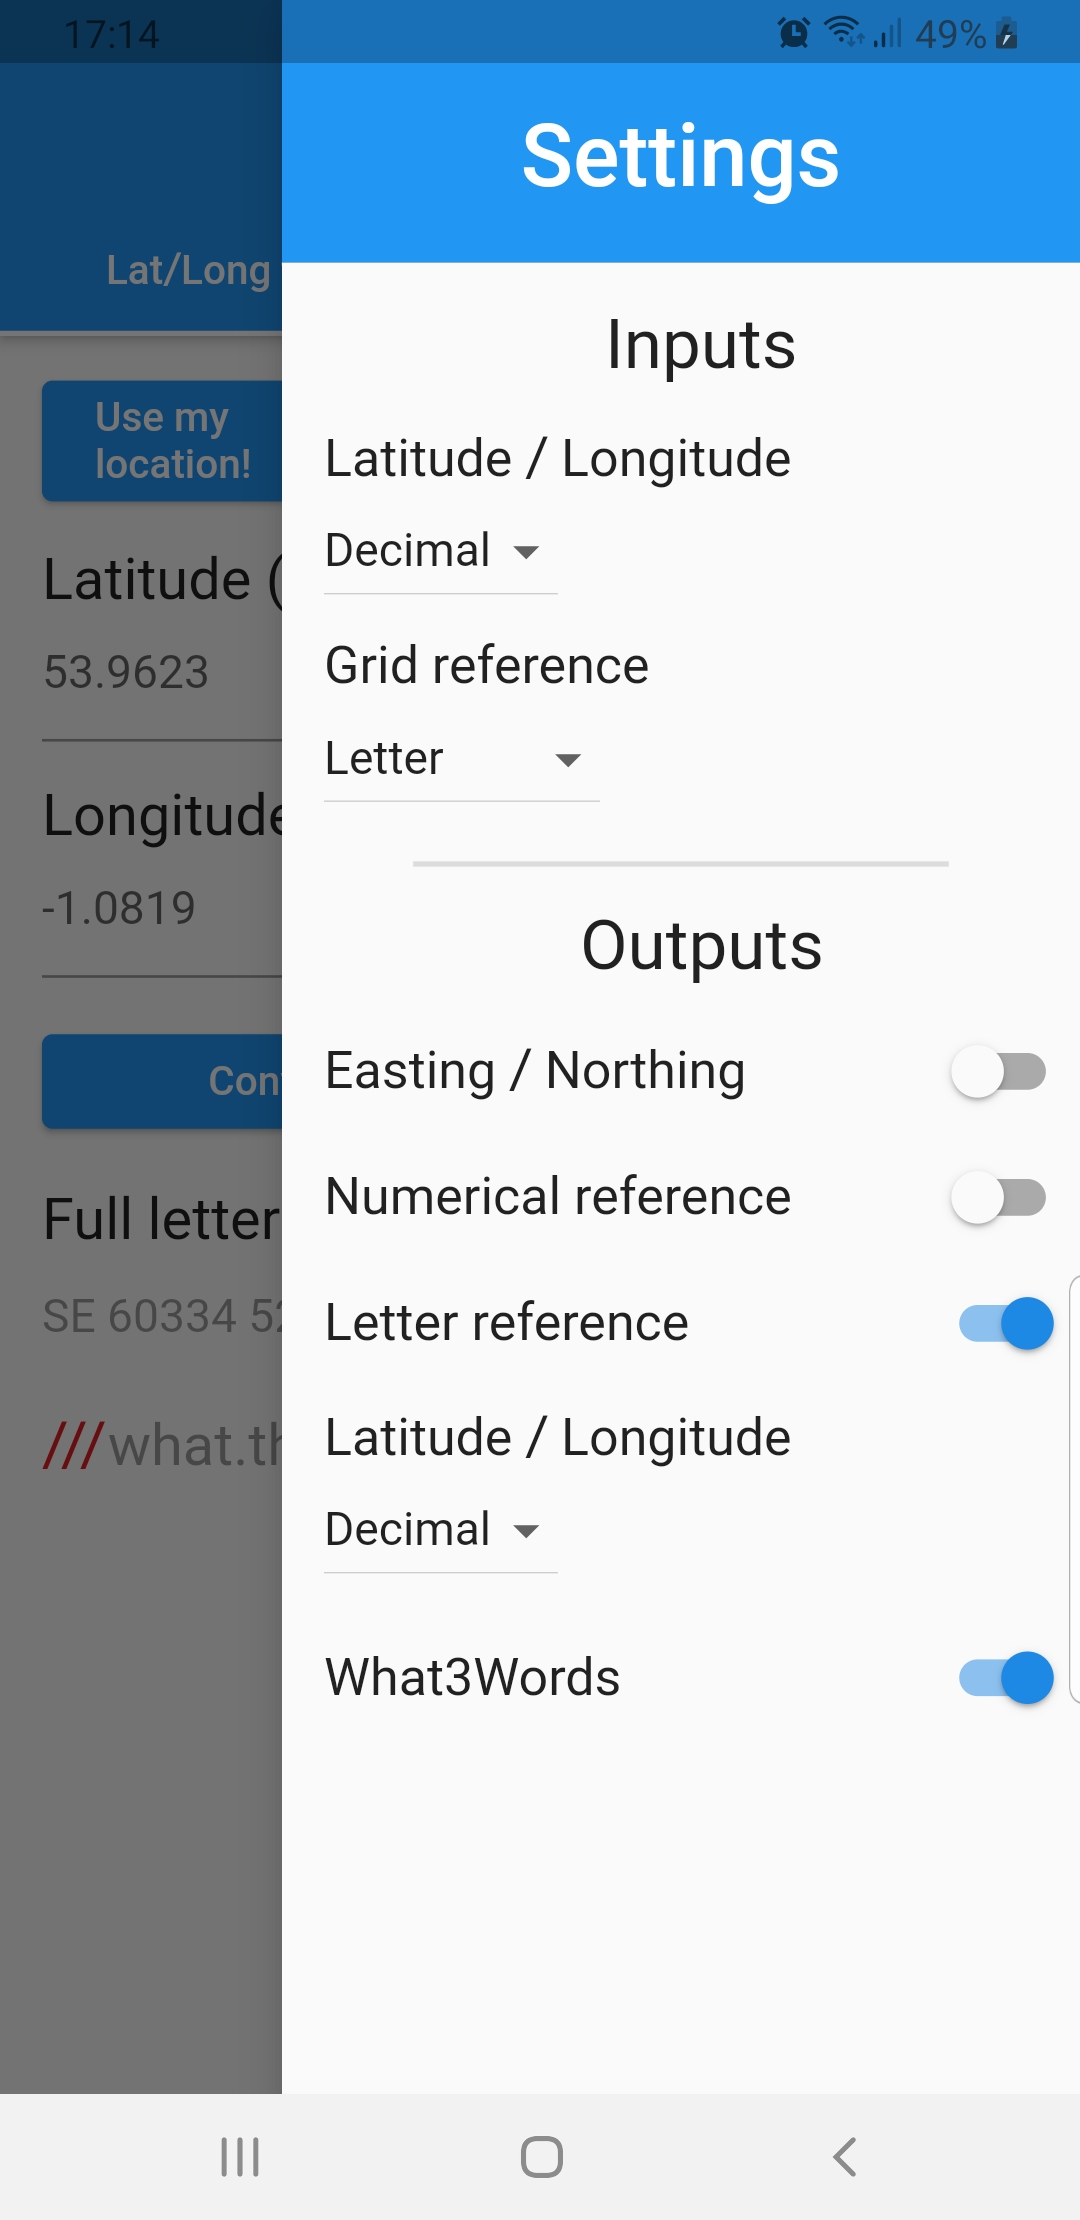 17:14
49%
Settings
Lat/Long
Inputs
Use my
location!
Latitude / Longitude
Decimal
Latitude (
53.9623
Grid reference
Letter
Longitude
-1.0819
Outputs
Easting / Northing
Numerical reference
Full letter
SE 60334
Letter reference
///what.
Latitude / Longitude
Decimal
What3Words